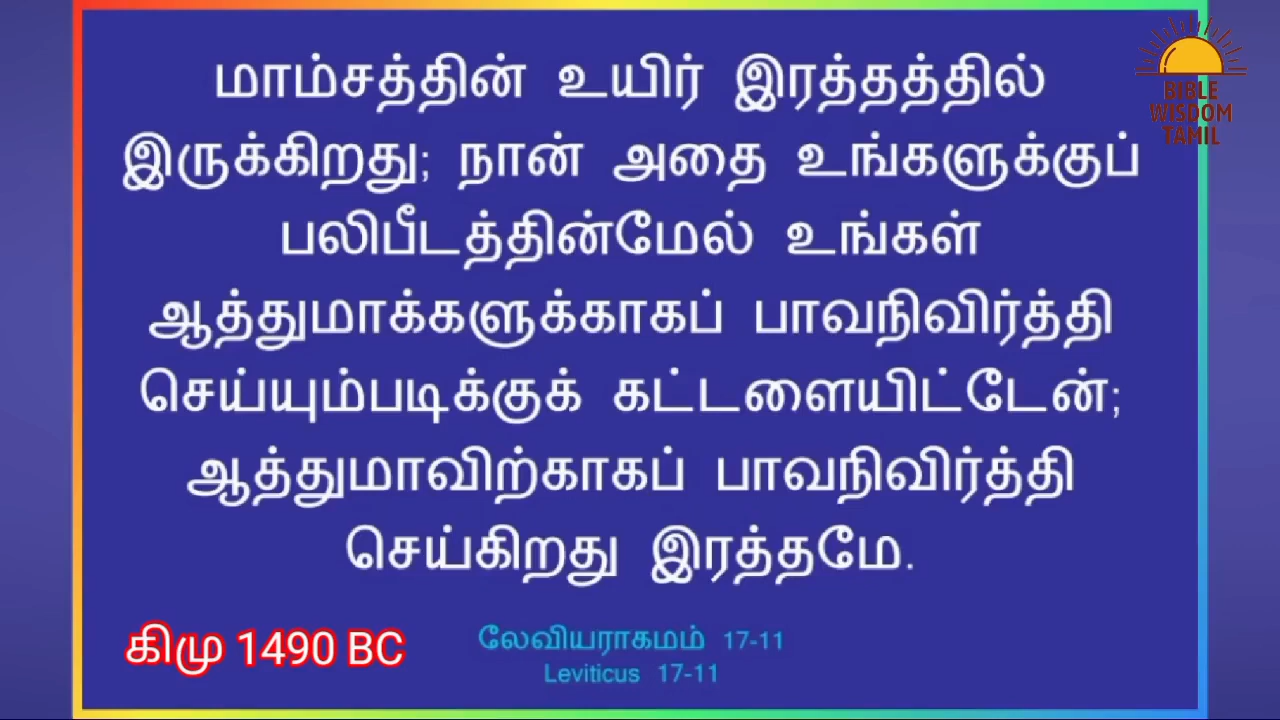 மாம்சத்தின் உயிர் இரத்தத்தில்
இருக்கிறது; நான் அதை உங்களுக்குப்
பலிபீடத்தின்மேல் உங்கள்
ஆத்துமாக்களுக்காகப் பாவநிவிர்த்தி
செய்யும்படிக்குக் கட்டளையிட்டேன்;
ஆத்துமாவிற்காகப் பாவநிவிர்த்தி
செய்கிறது இரத்தமே.
கிமு 1490 BC
லேவியராகமம் 17-11
Leviticus 17-11
BIBLE
WISDOM
TAMIL